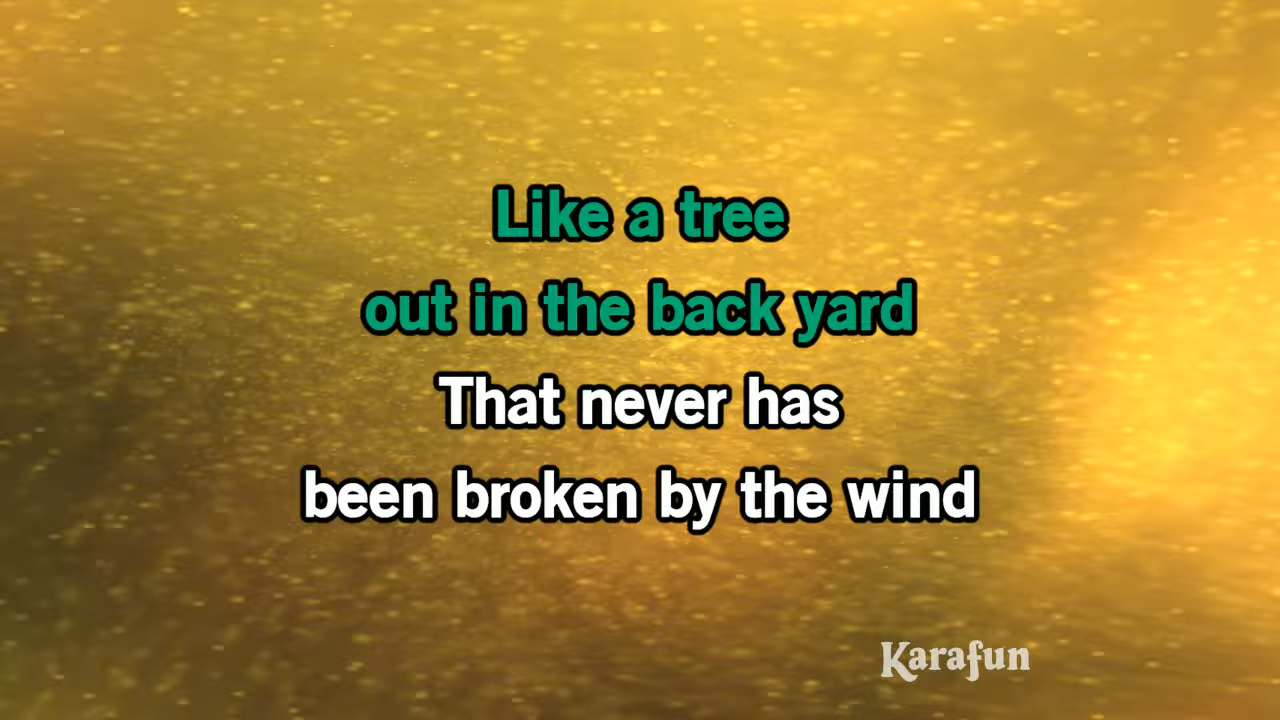 Like a tree
out in the back yard
That never has
been broken by the wind
Karafun